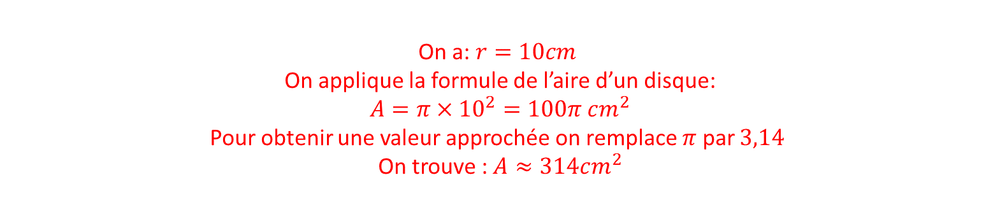 On a: r = 10cm
On applique la formule de l’aire d’un disque:
A = π × 10² = 100π cm²
Pour obtenir une valeur approchée on remplace π par 3,14
On trouve : A ≈ 314cm²